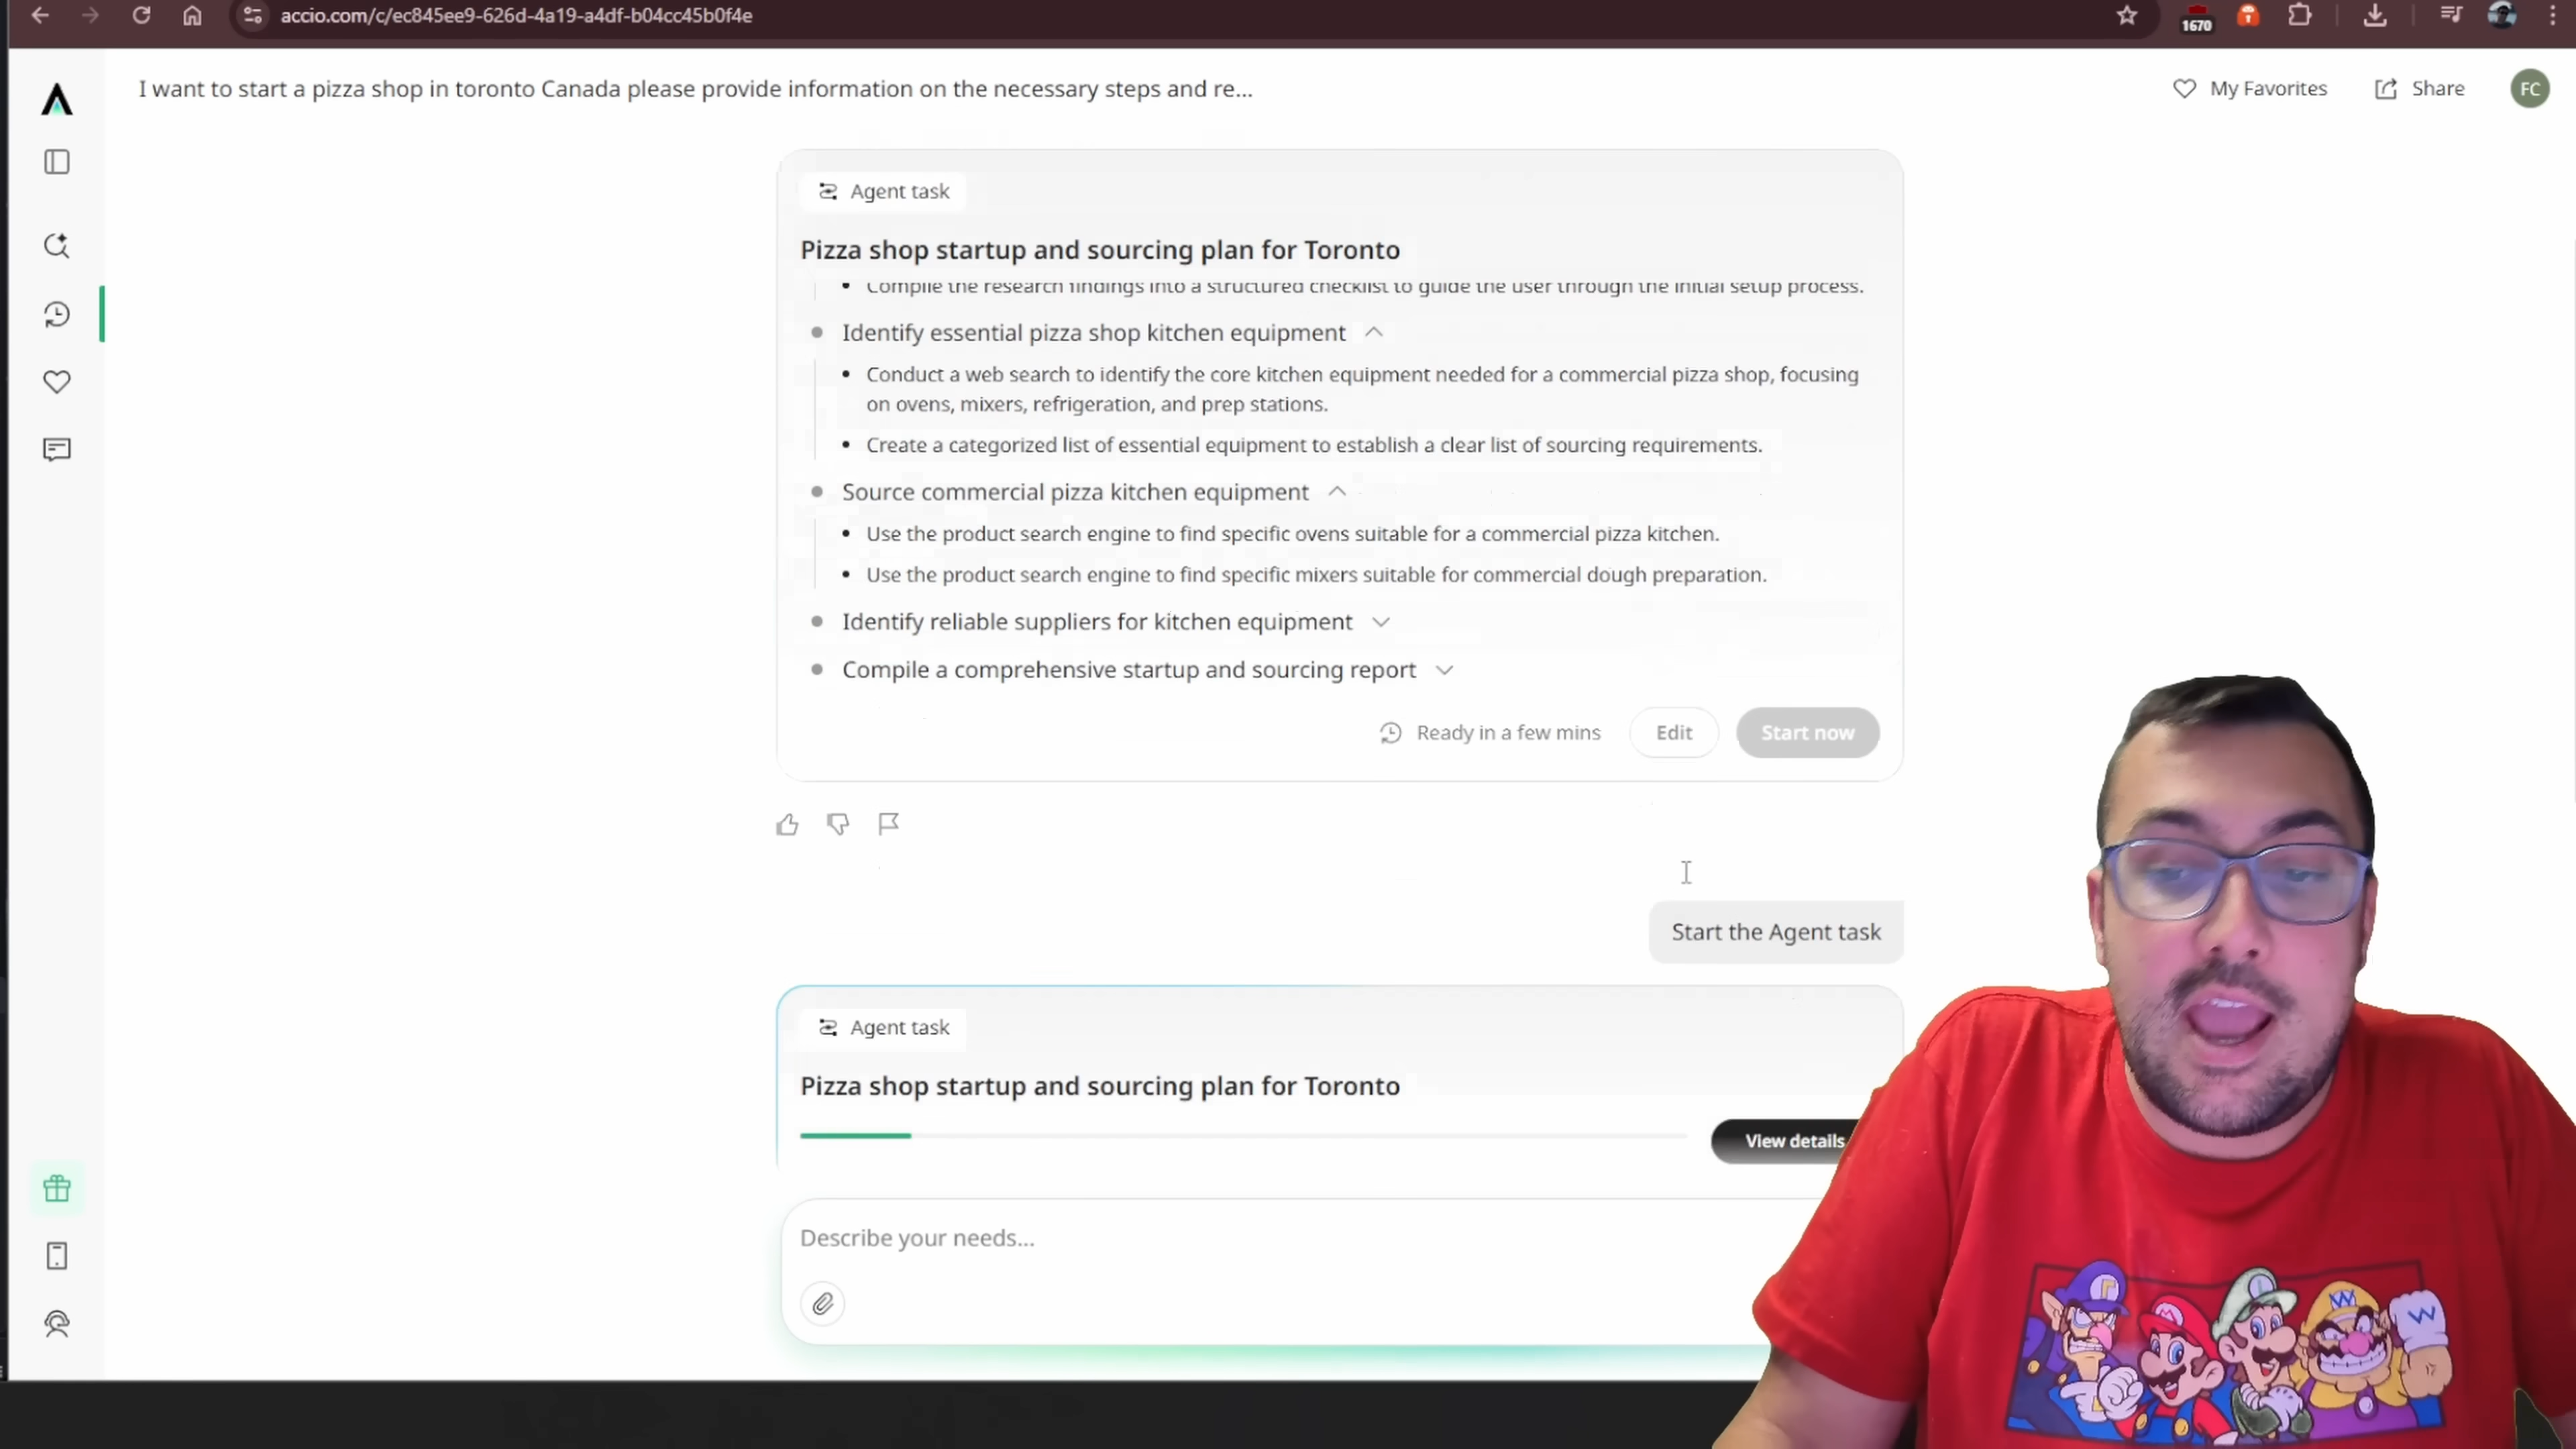 accio.com/c/ec845ee9-626d-4a19-a4df-b04cc45b0f4e
1670
I want to start a pizza shop in toronto Canada please provide information on the necessary steps and re...
My Favorites
Share
FC
Agent task
Pizza shop startup and sourcing plan for Toronto
Compile the research findings into a structured checklist to guide the user through the initial setup process.
Identify essential pizza shop kitchen equipment
Conduct a web search to identify the core kitchen equipment needed for a commercial pizza shop, focusing
on ovens, mixers, refrigeration, and prep stations.
Create a categorized list of essential equipment to establish a clear list of sourcing requirements.
Source commercial pizza kitchen equipment
Use the product search engine to find specific ovens suitable for a commercial pizza kitchen.
Use the product search engine to find specific mixers suitable for commercial dough preparation.
Identify reliable suppliers for kitchen equipment
Compile a comprehensive startup and sourcing report
Ready in a few mins
Edit
Start now
Start the Agent task
Agent task
Pizza shop startup and sourcing plan for Toronto
View details
Describe your needs...
M
W
W